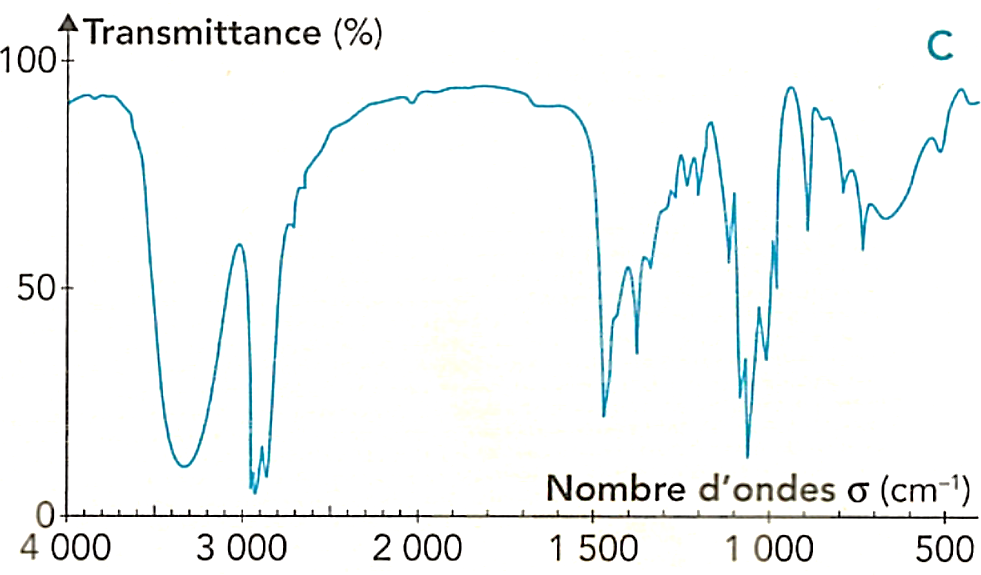 Transmittance (%)
C
100
50
0
Nombre d'ondes σ (cm⁻¹)
4 000 3 000 2 000 1 500 1 000 500